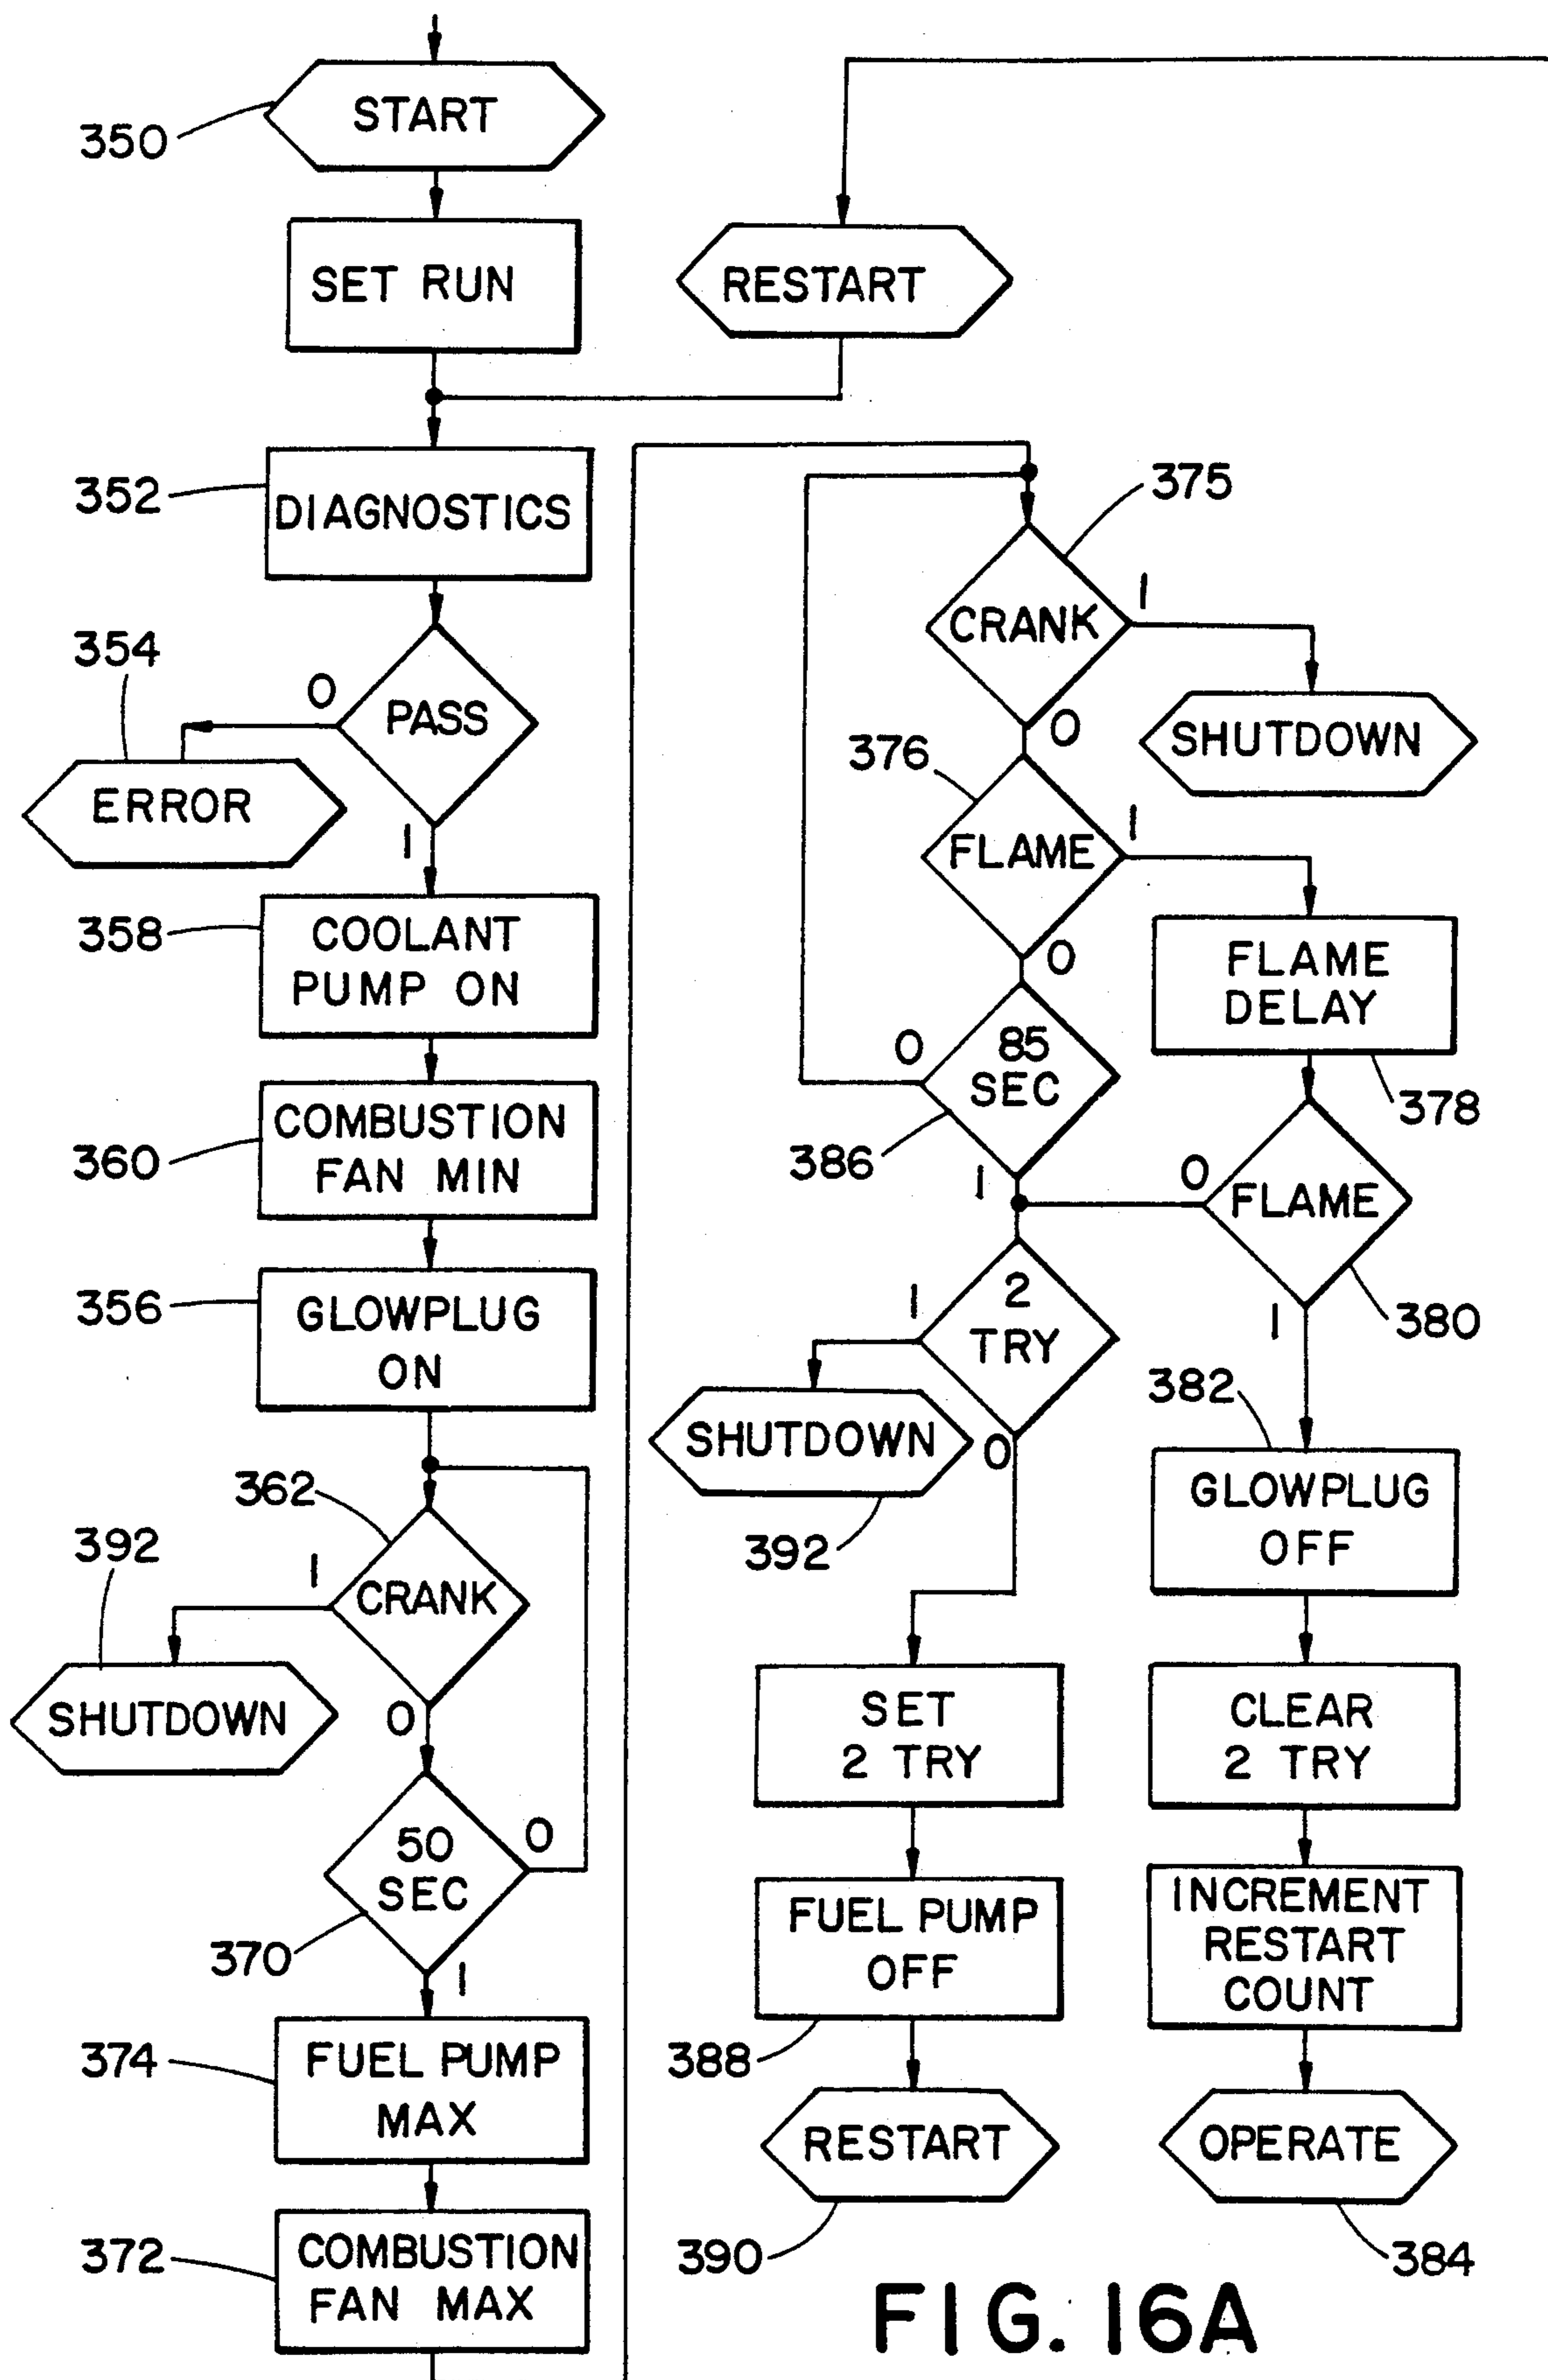 START
350
SET RUN
RESTART
352
DIAGNOSTICS
354
0
PASS
ERROR
1
358
COOLANT
PUMP ON
360
COMBUSTION
FAN MIN
356
GLOWPLUG
ON
362
392
1
CRANK
SHUTDOWN
0
50
SEC
0
370
1
374
FUEL PUMP
MAX
372
COMBUSTION
FAN MAX
375
CRANK
1
0
SHUTDOWN
376
FLAME
1
0
FLAME
DELAY
378
0
85
SEC
386
1
0
FLAME
380
1
1
2
TRY
SHUTDOWN
0
392
382
GLOWPLUG
OFF
SET
2 TRY
CLEAR
2 TRY
FUEL PUMP
OFF
388
INCREMENT
RESTART
COUNT
RESTART
390
OPERATE
384
FIG. 16A